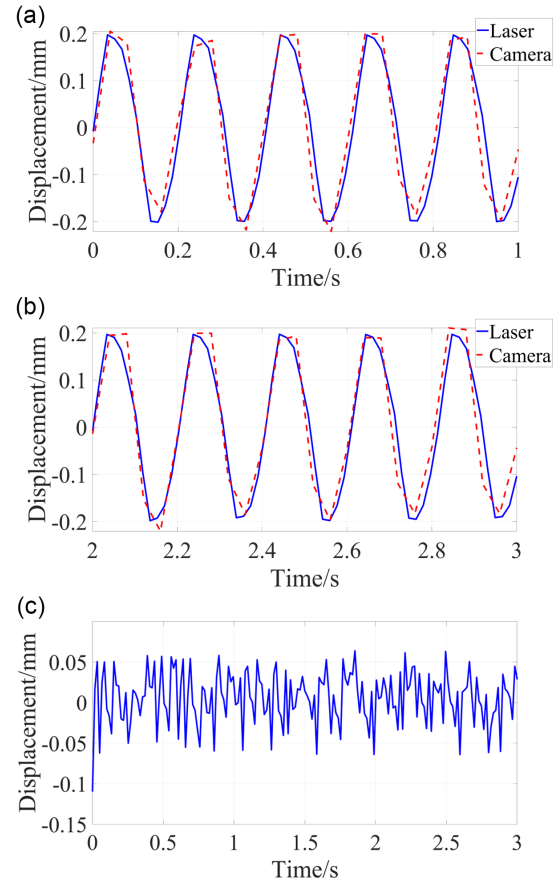 (a)
Displacement/mm
0.2
0.1
0
-0.1
-0.2
Laser
Camera
0 0.2 0.4 0.6 0.8 1
Time/s
(b)
Displacement/mm
0.2
0.1
0
-0.1
-0.2
Laser
Camera
2 2.2 2.4 2.6 2.8 3
Time/s
(c)
Displacement/mm
0.05
0
-0.05
-0.1
-0.15
0 0.5 1 1.5 2 2.5 3
Time/s